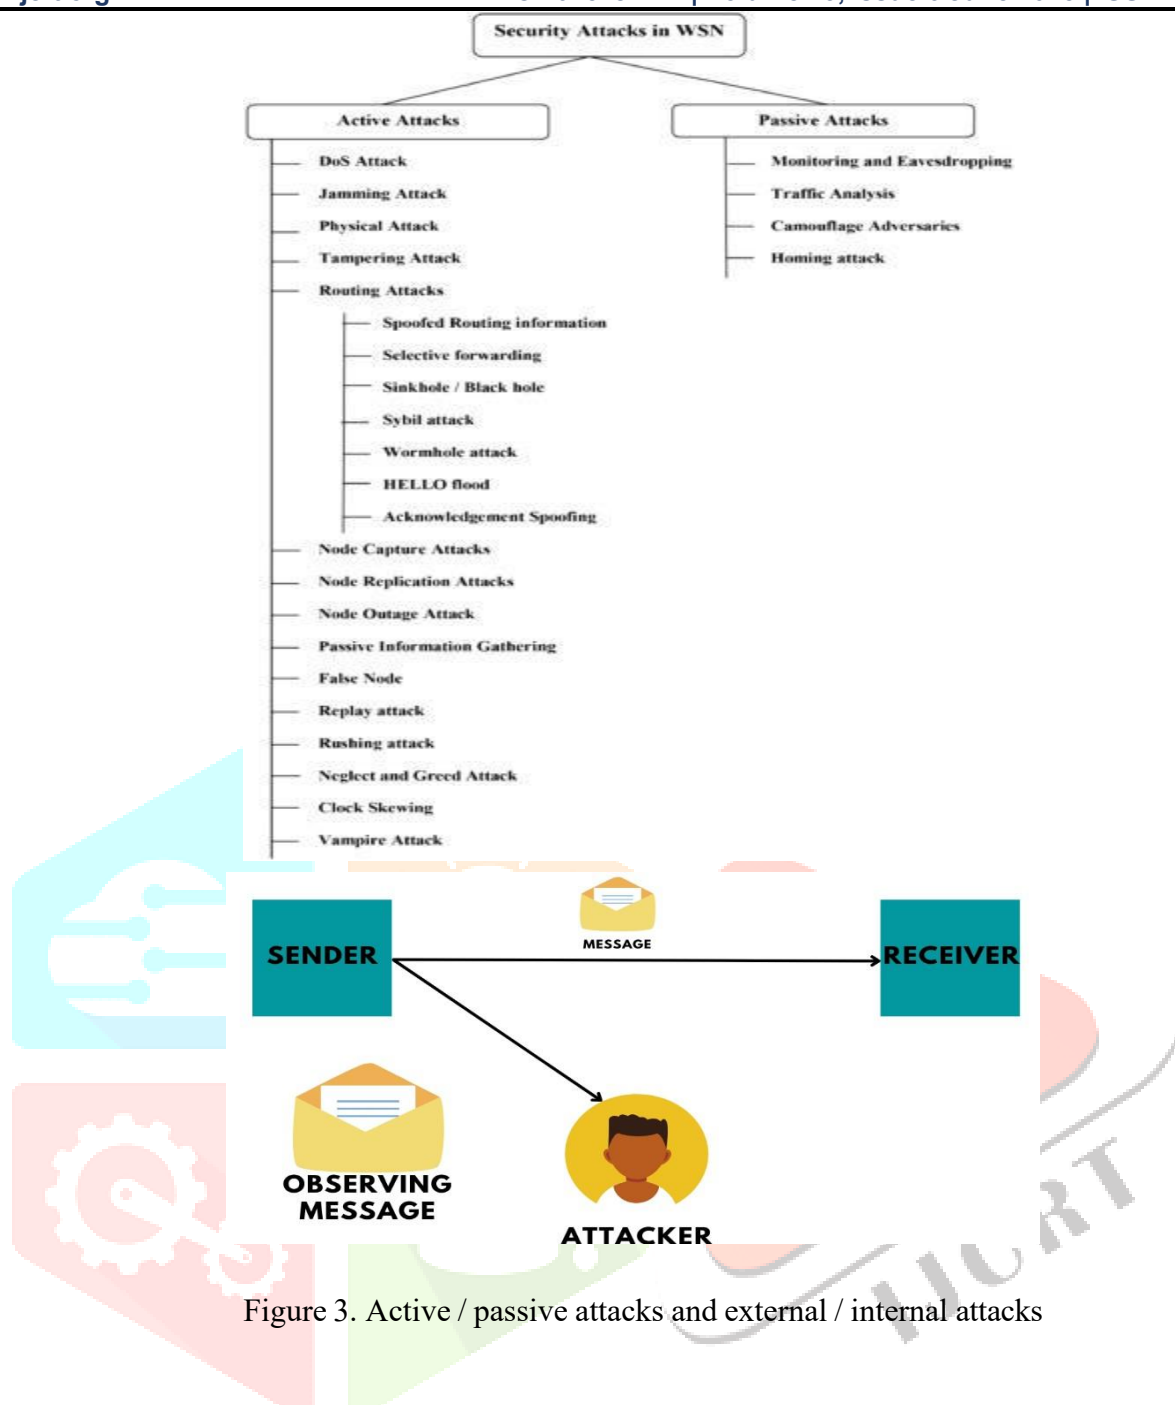 Security Attacks in WSN
Active Attacks
DoS Attack
Jamming Attack
Physical Attack
Tampering Attack
Routing Attacks
Spoofed Routing information
Selective forwarding
Sinkhole / Black hole
Sybil attack
Wormhole attack
HELLO flood
Acknowledgement Spoofing
Node Capture Attacks
Node Replication Attacks
Node Outage Attack
Passive Information Gathering
False Node
Replay attack
Rushing attack
Neglect and Greed Attack
Clock Skewing
Vampire Attack
Passive Attacks
Monitoring and Eavesdropping
Traffic Analysis
Camouflage Adversaries
Homing attack
SENDER
MESSAGE
RECEIVER
OBSERVING
MESSAGE
ATTACKER
IJCRT
Figure 3. Active / passive attacks and external / internal attacks